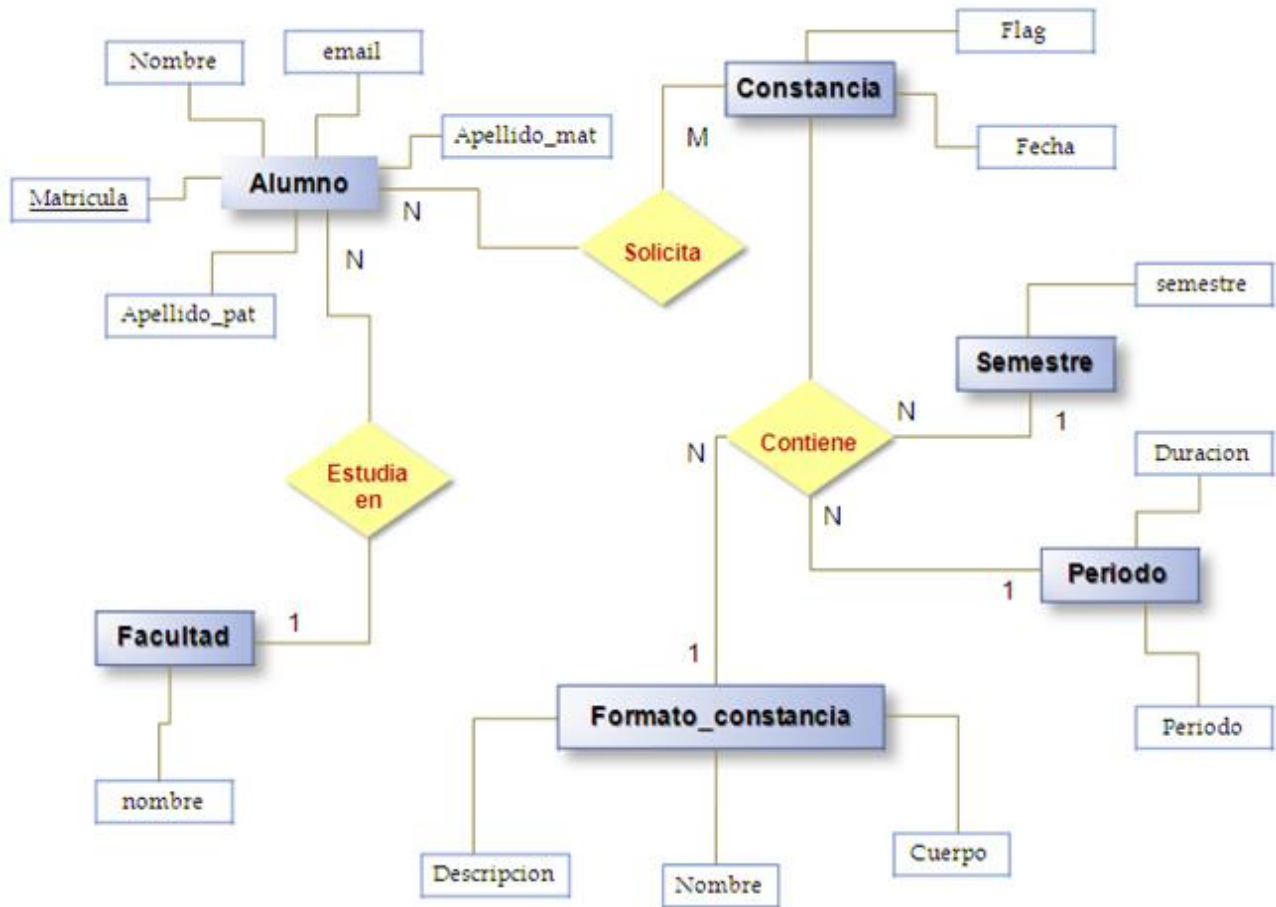 Flag
email
Nombre
Constancia
Apellido_mat
M
Fecha
Alumno
Matricula
N
Solicita
N
semestre
Apellido_pat
Semestre
N
1
Contiene
N
Duracion
Estudia
en
N
Periodo
1
Facultad
1
1
Formato_constancia
Periodo
nombre
Cuerpo
Descripcion
Nombre